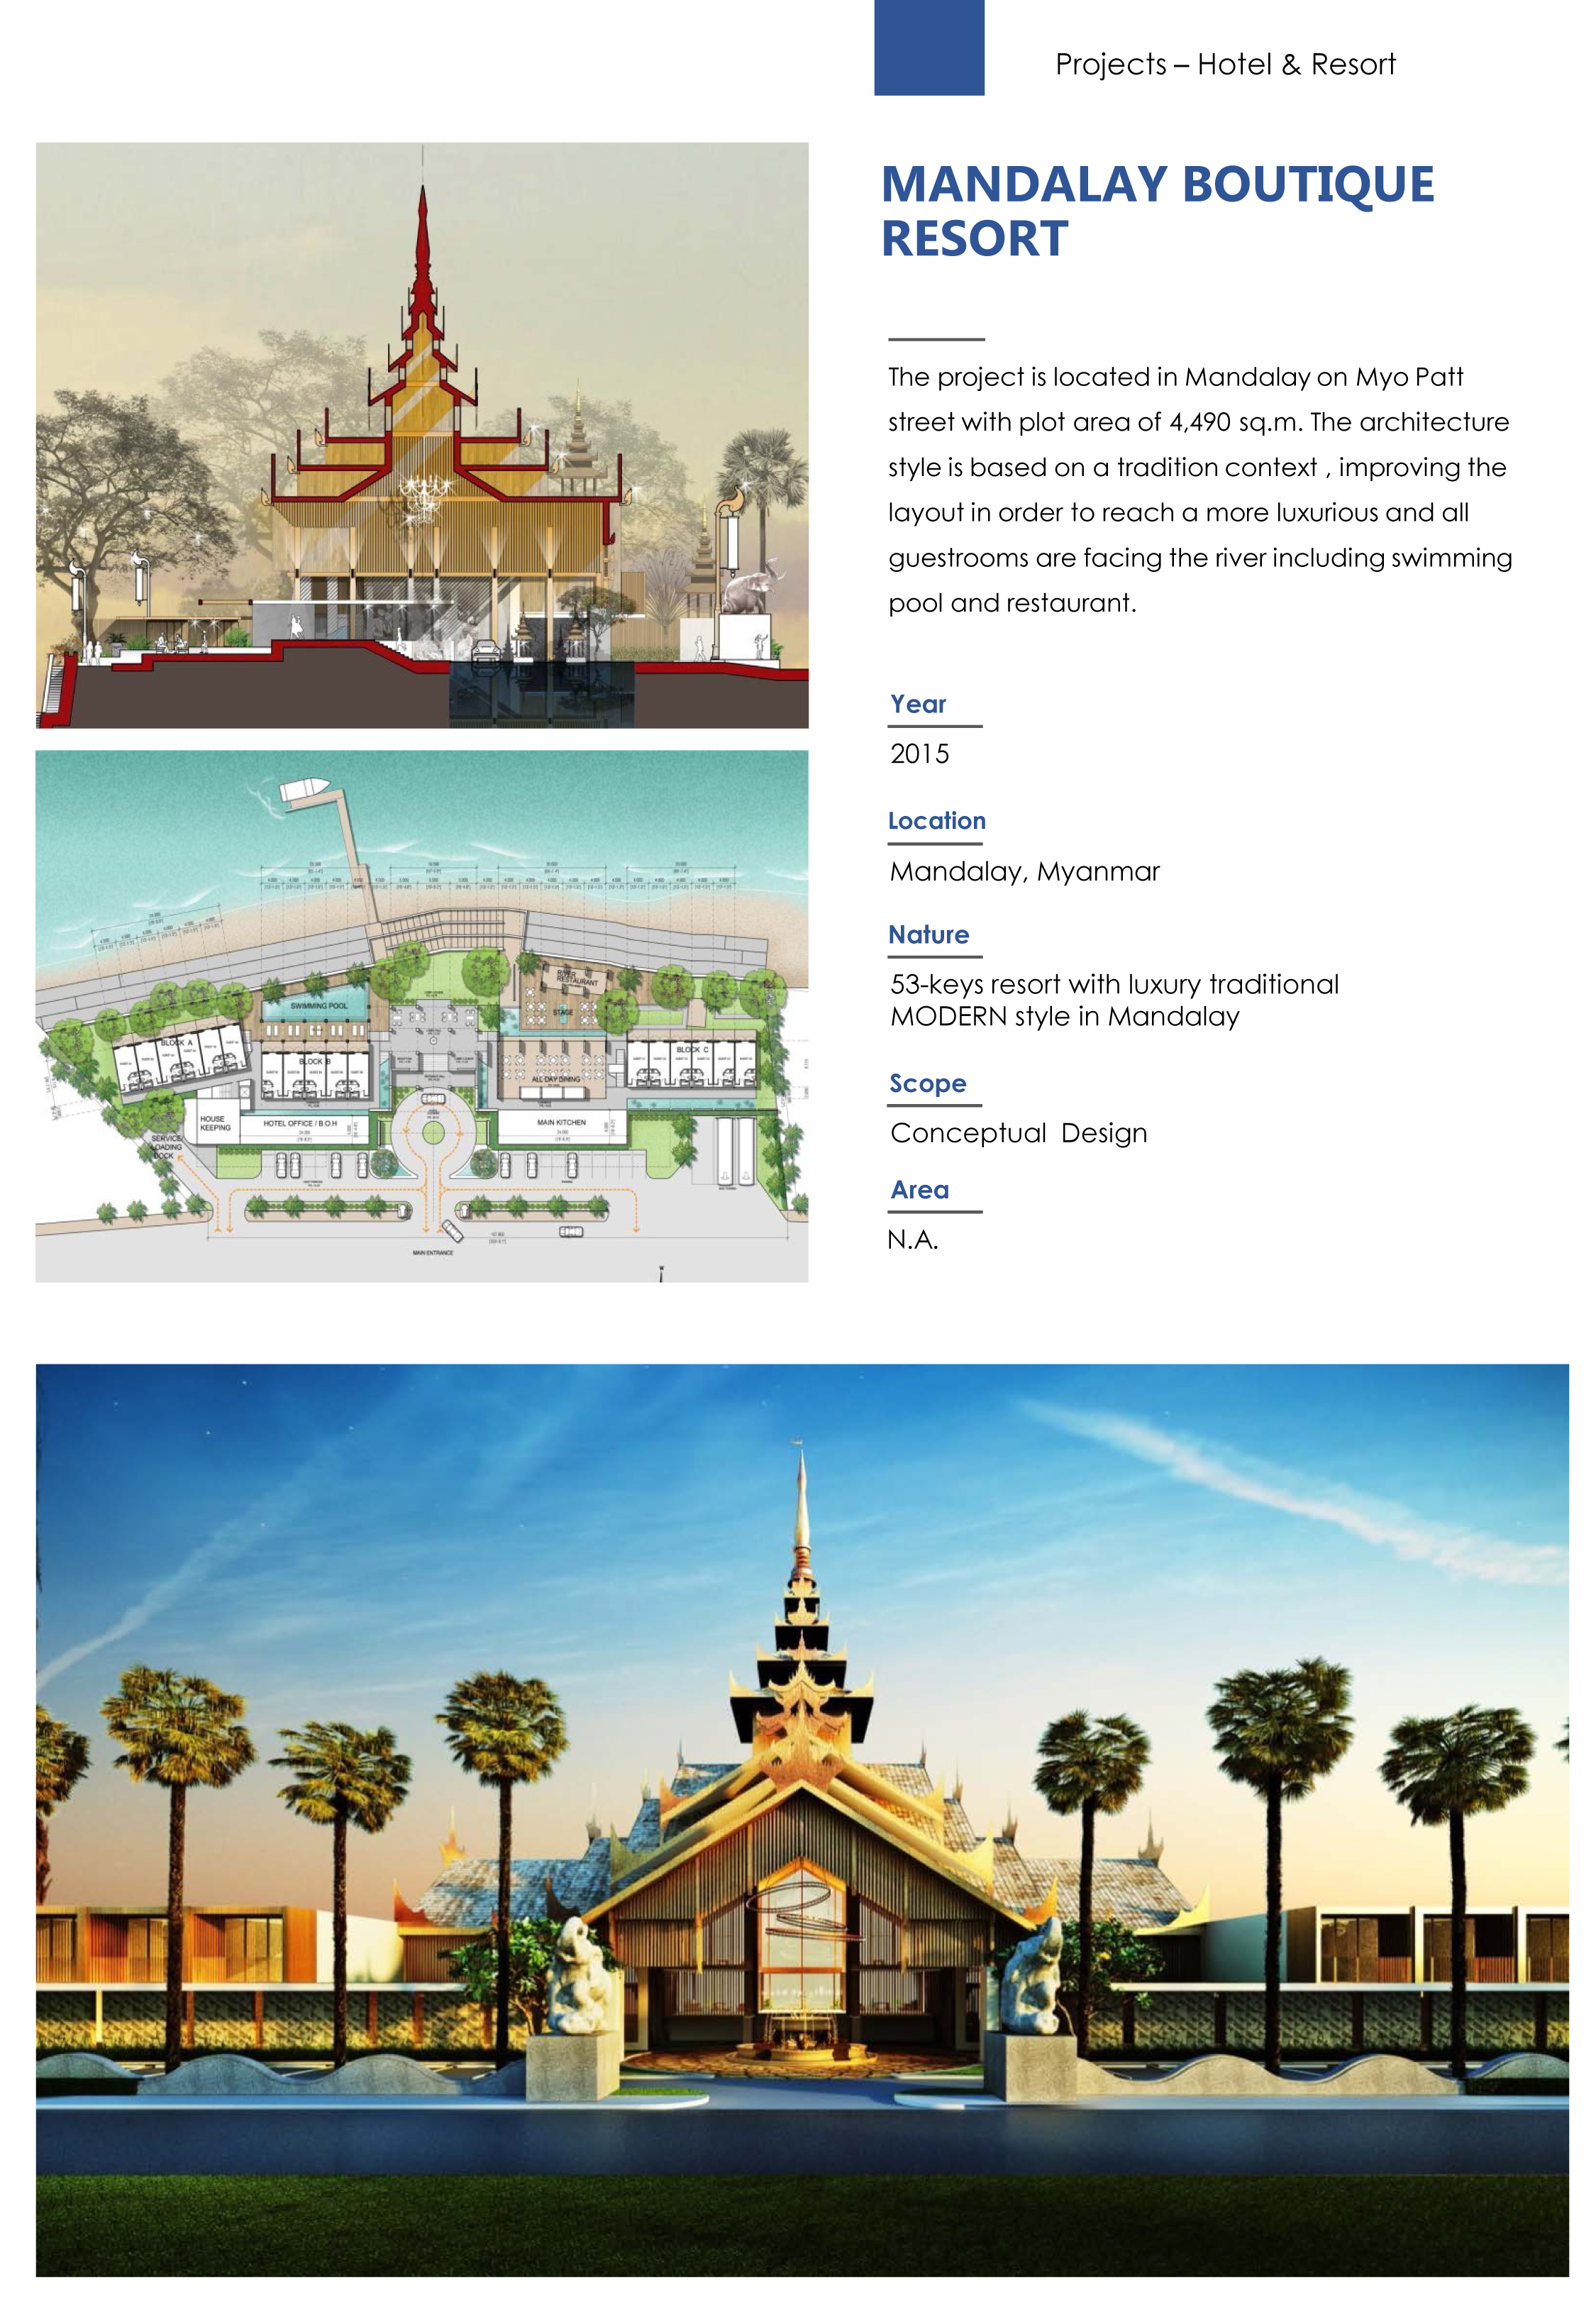 Projects – Hotel & Resort
MANDALAY BOUTIQUE
RESORT
The project is located in Mandalay on Myo Patt
street with plot area of 4,490 sq.m. The architecture
style is based on a tradition context , improving the
layout in order to reach a more luxurious and all
guestrooms are facing the river including swimming
pool and restaurant.
Year
2015
Location
Mandalay, Myanmar
Nature
53-keys resort with luxury traditional
MODERN style in Mandalay
Scope
Conceptual  Design
Area
N.A.
SWIMMING POOL
RIVER
RESTAURANT
STAGE
BLOCK A
BLOCK B
BLOCK C
ALL DAY DINING
HOUSE
KEEPING
HOTEL OFFICE / B.O.H
MAIN KITCHEN
SERVICE
LOADING
DOCK
MAIN ENTRANCE